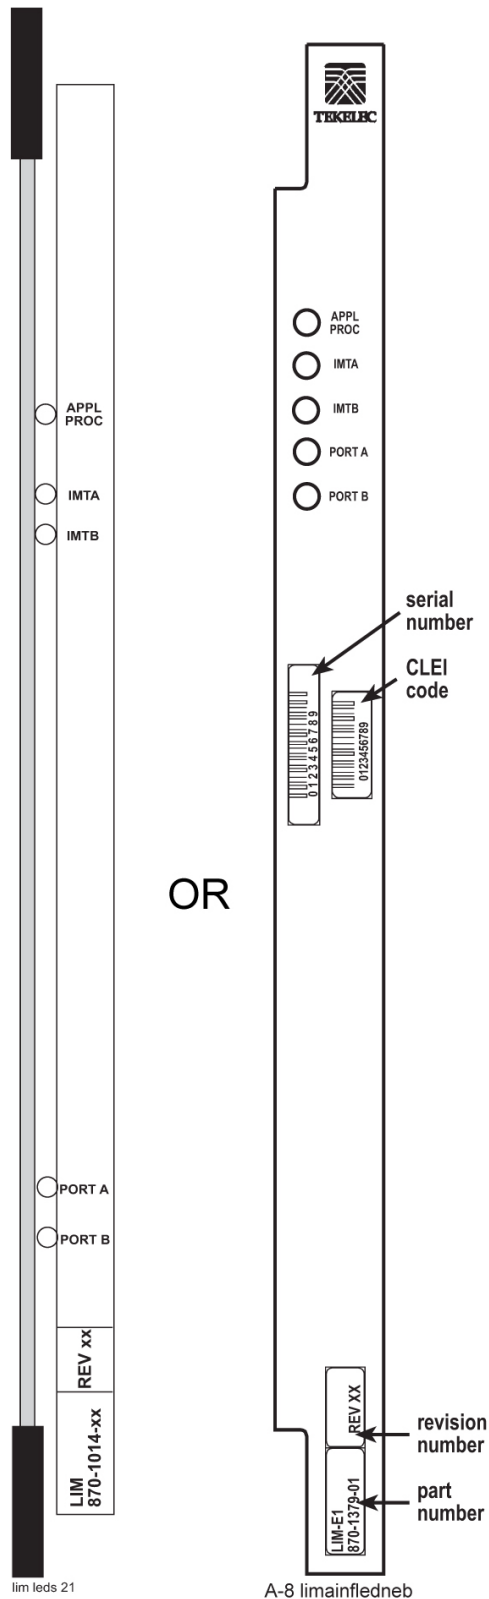 APPL
PROC
IMTA
IMTB
PORT A
PORT B
REV xx
LIM
870-1014-xx
lim leds 21
OR
TEKELEC
APPL
PROC
IMTA
IMTB
PORT A
PORT B
serial
number
CLEI
code
0123456789
0123456789
REV XX
revision
number
LIM-E1
870-1379-01
part
number
A-8 limainfledneb